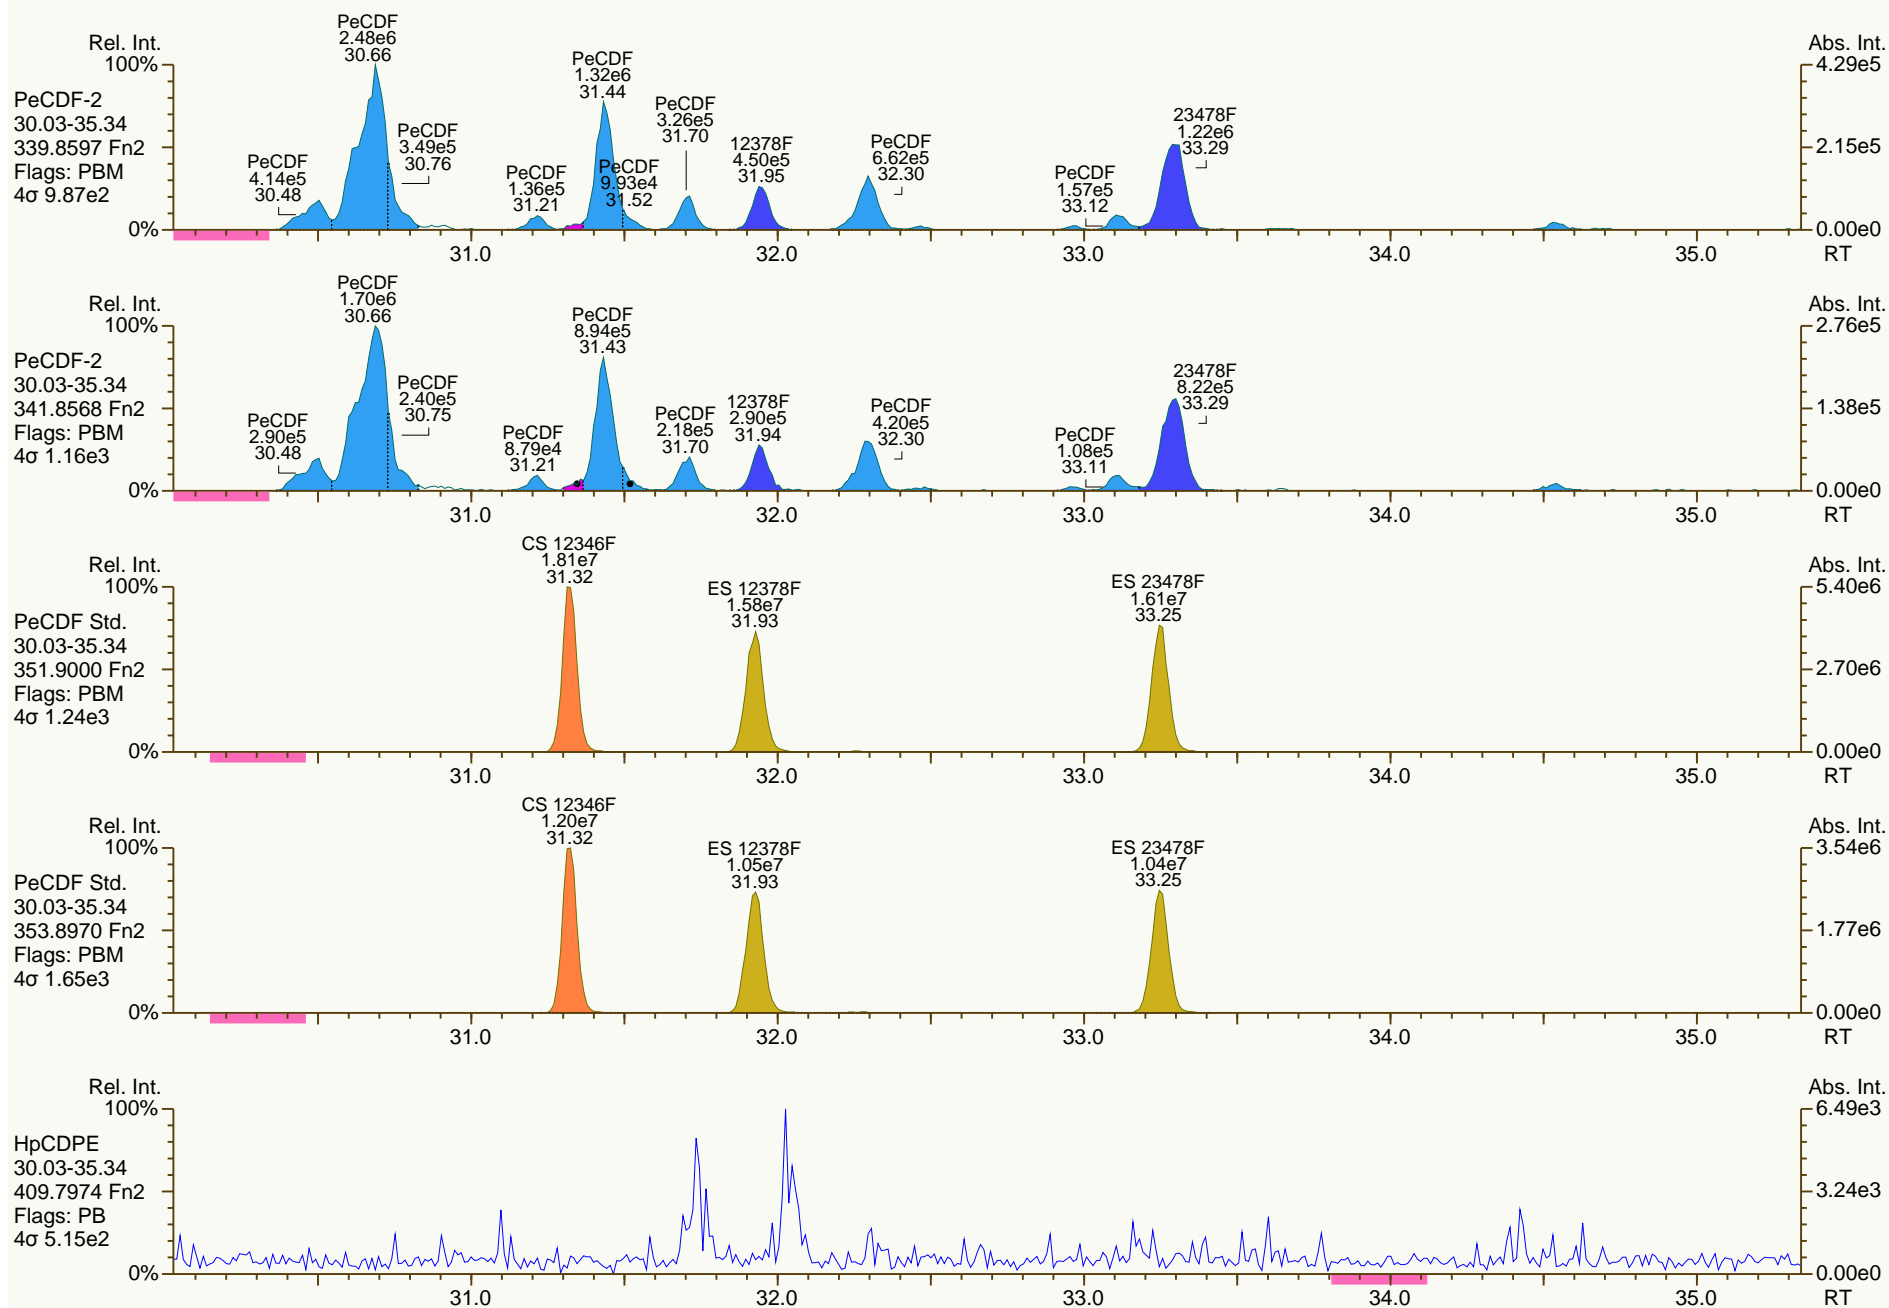 Rel. Int.
100%
0%
PeCDF-2
30.03-35.34
339.8597 Fn2
Flags: PBM
4σ 9.87e2
PeCDF
4.14e5
30.48
PeCDF
2.48e6
30.66
PeCDF
3.49e5
30.76
PeCDF
1.36e5
31.21
PeCDF
1.32e6
31.44
PeCDF
9.93e4
31.52
PeCDF
3.26e5
31.70
12378F
4.50e5
31.95
PeCDF
6.62e5
32.30
PeCDF
1.57e5
33.12
23478F
1.22e6
33.29
Abs. Int.
4.29e5
2.15e5
0.00e0
31.0 32.0 33.0 34.0 35.0 RT
Rel. Int.
100%
0%
PeCDF-2
30.03-35.34
341.8568 Fn2
Flags: PBM
4σ 1.16e3
PeCDF
2.90e5
30.48
PeCDF
1.70e6
30.66
PeCDF
2.40e5
30.75
PeCDF
8.79e4
31.21
PeCDF
8.94e5
31.43
PeCDF
2.18e5
31.70
12378F
2.90e5
31.94
PeCDF
4.20e5
32.30
PeCDF
1.08e5
33.11
23478F
8.22e5
33.29
Abs. Int.
2.76e5
1.38e5
0.00e0
31.0 32.0 33.0 34.0 35.0 RT
Rel. Int.
100%
0%
PeCDF Std.
30.03-35.34
351.9000 Fn2
Flags: PBM
4σ 1.24e3
CS 12346F
1.81e7
31.32
ES 12378F
1.58e7
31.93
ES 23478F
1.61e7
33.25
Abs. Int.
5.40e6
2.70e6
0.00e0
31.0 32.0 33.0 34.0 35.0 RT
Rel. Int.
100%
0%
PeCDF Std.
30.03-35.34
353.8970 Fn2
Flags: PBM
4σ 1.65e3
CS 12346F
1.20e7
31.32
ES 12378F
1.05e7
31.93
ES 23478F
1.04e7
33.25
Abs. Int.
3.54e6
1.77e6
0.00e0
31.0 32.0 33.0 34.0 35.0 RT
Rel. Int.
100%
0%
HpCDPE
30.03-35.34
409.7974 Fn2
Flags: PB
4σ 5.15e2
Abs. Int.
6.49e3
3.24e3
0.00e0
31.0 32.0 33.0 34.0 35.0 RT